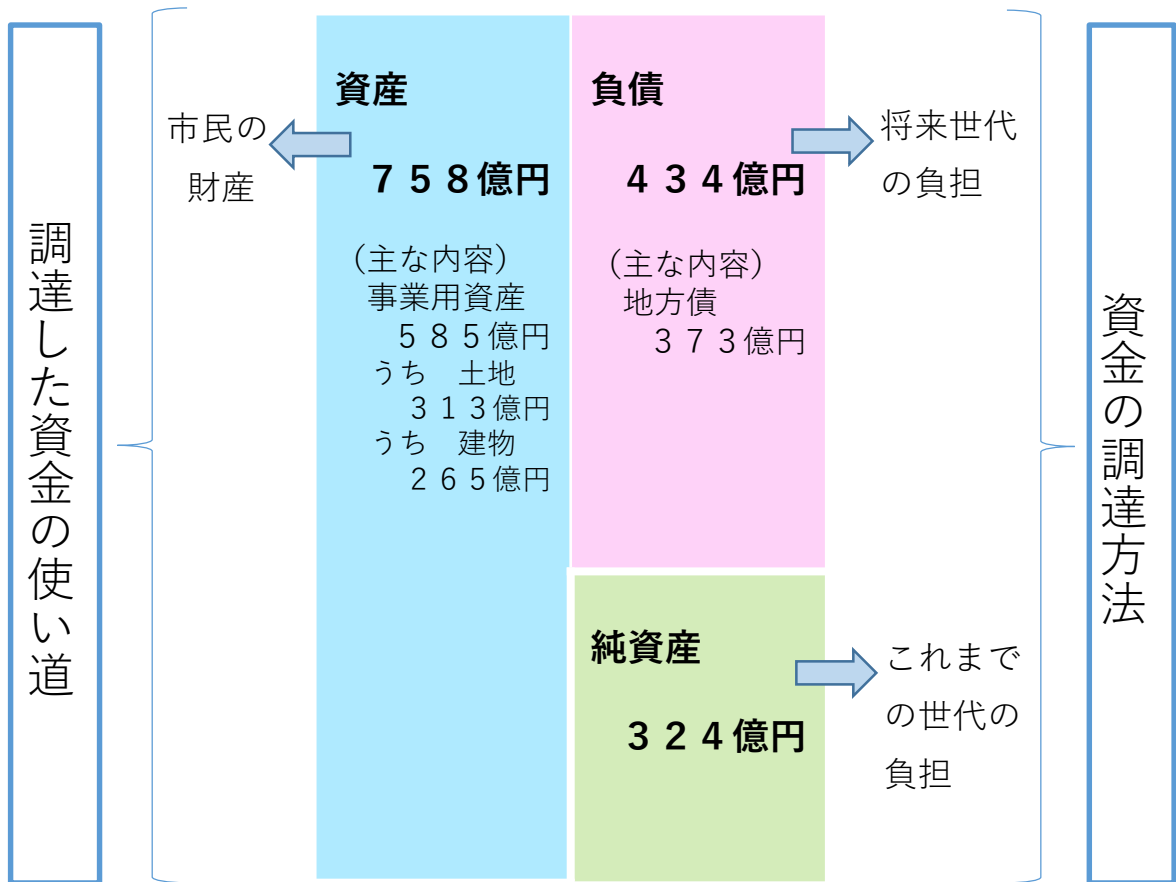 調達した資金の使い道
市民の
財産
資産
７５８億円
（主な内容）
事業用資産
５８５億円
うち　土地
３１３億円
うち　建物
２６５億円
負債
４３４億円
（主な内容）
地方債
３７３億円
将来世代
の負担
純資産
３２４億円
これまで
の世代の
負担
資金の調達方法